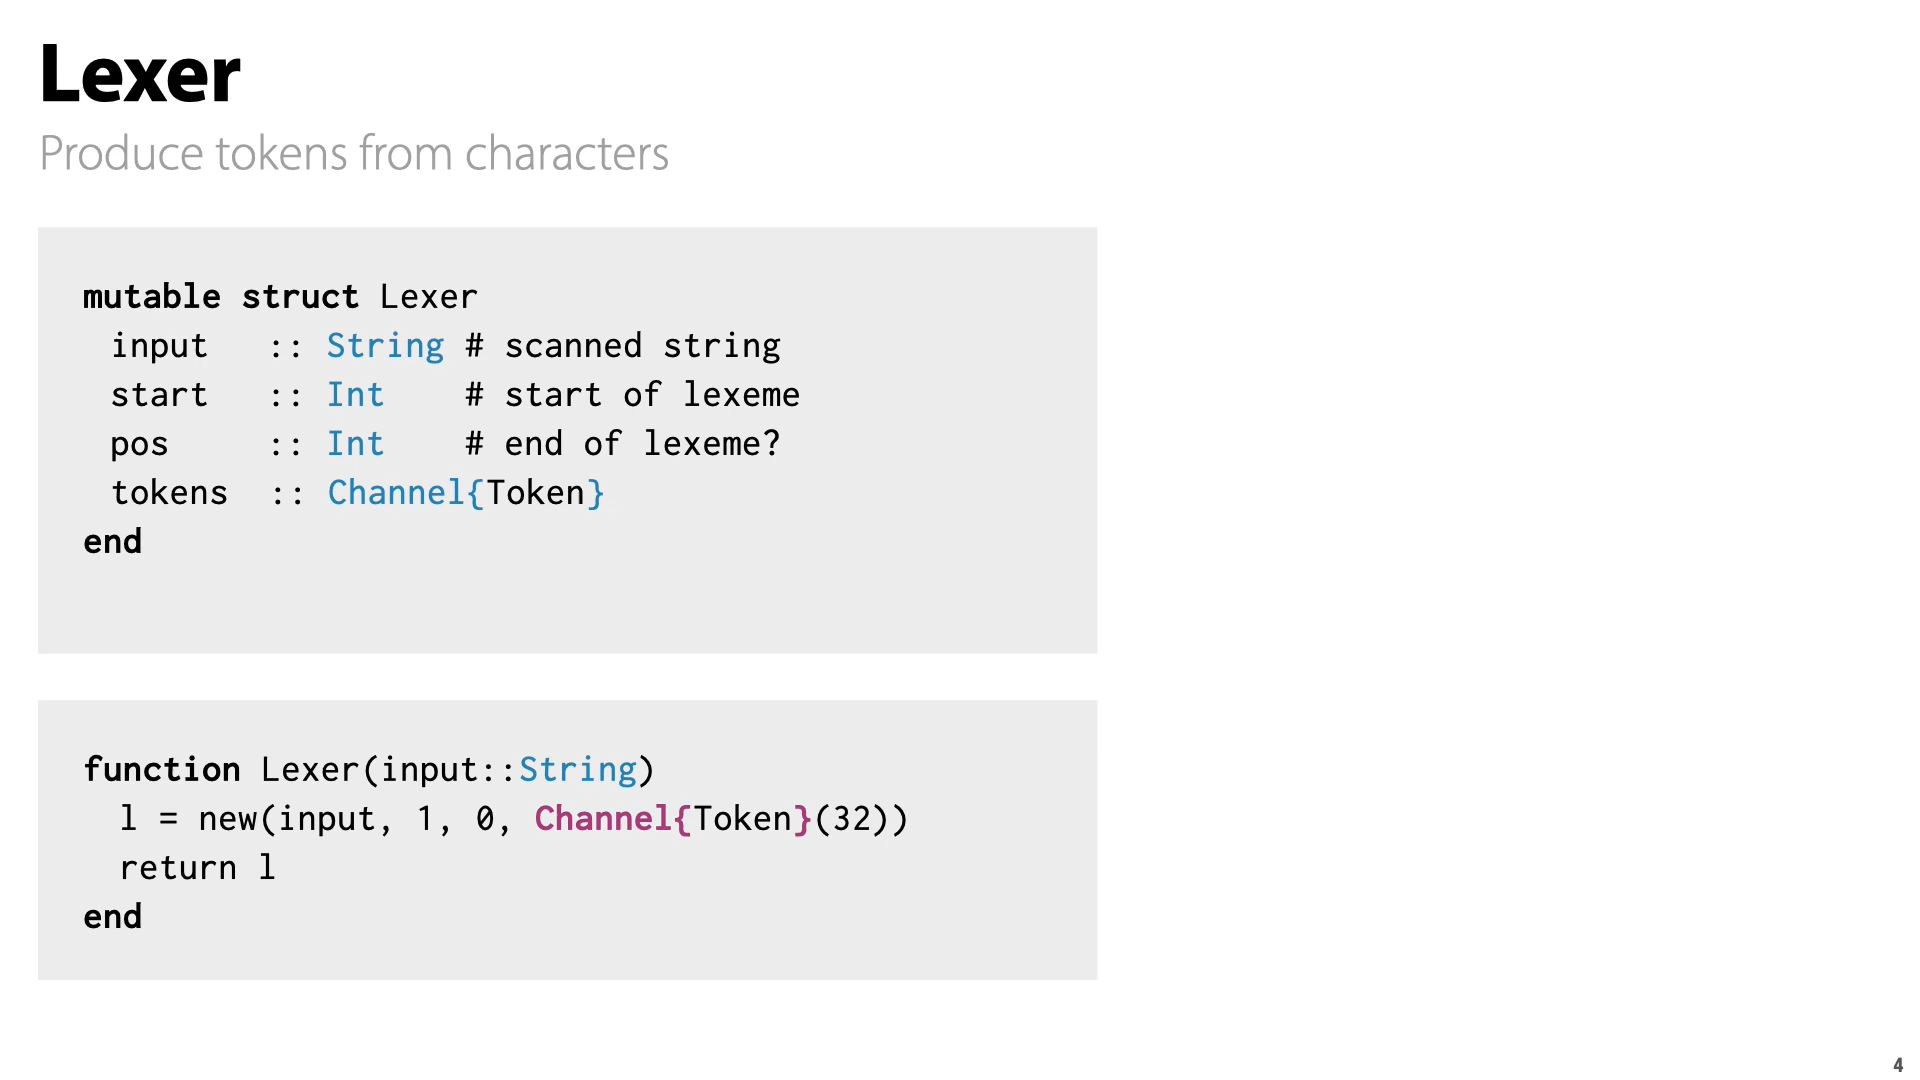 Lexer
Produce tokens from characters
mutable struct Lexer
input   :: String # scanned string
start   :: Int    # start of lexeme
pos     :: Int    # end of lexeme?
tokens  :: Channel{Token}
end
function Lexer(input::String)
l = new(input, 1, 0, Channel{Token}(32))
return l
end
4